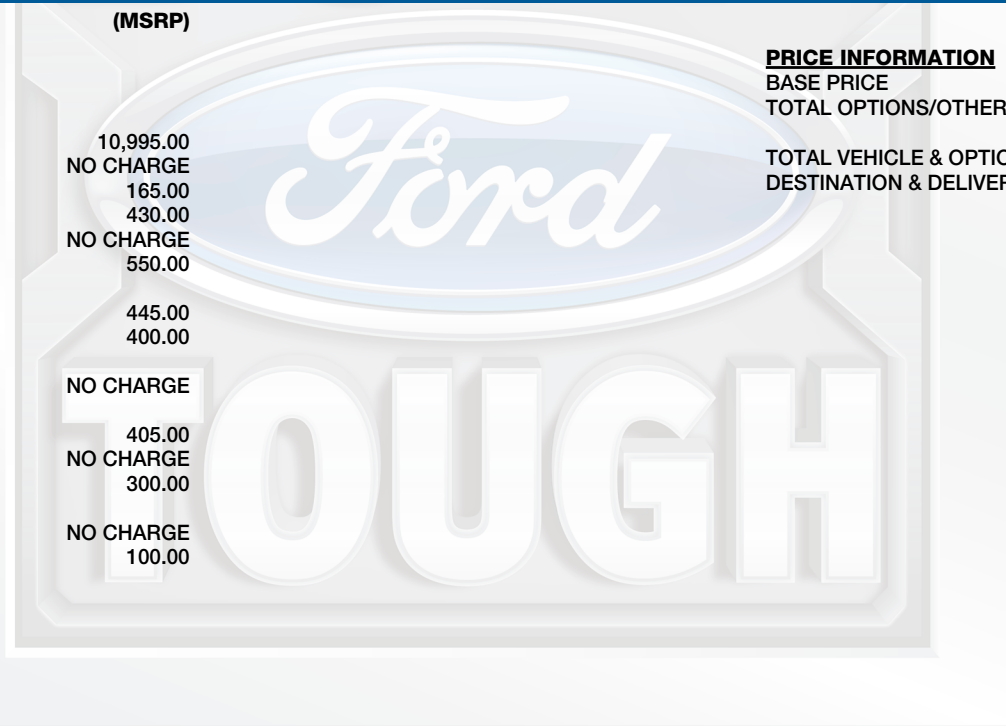 (MSRP)
10,995.00
NO CHARGE
165.00
430.00
NO CHARGE
550.00
445.00
400.00
NO CHARGE
405.00
NO CHARGE
300.00
NO CHARGE
100.00
PRICE INFORMATION
BASE PRICE
TOTAL OPTIONS/OTHER
TOTAL VEHICLE & OPTIO
DESTINATION & DELIVER
Ford
TOUGH